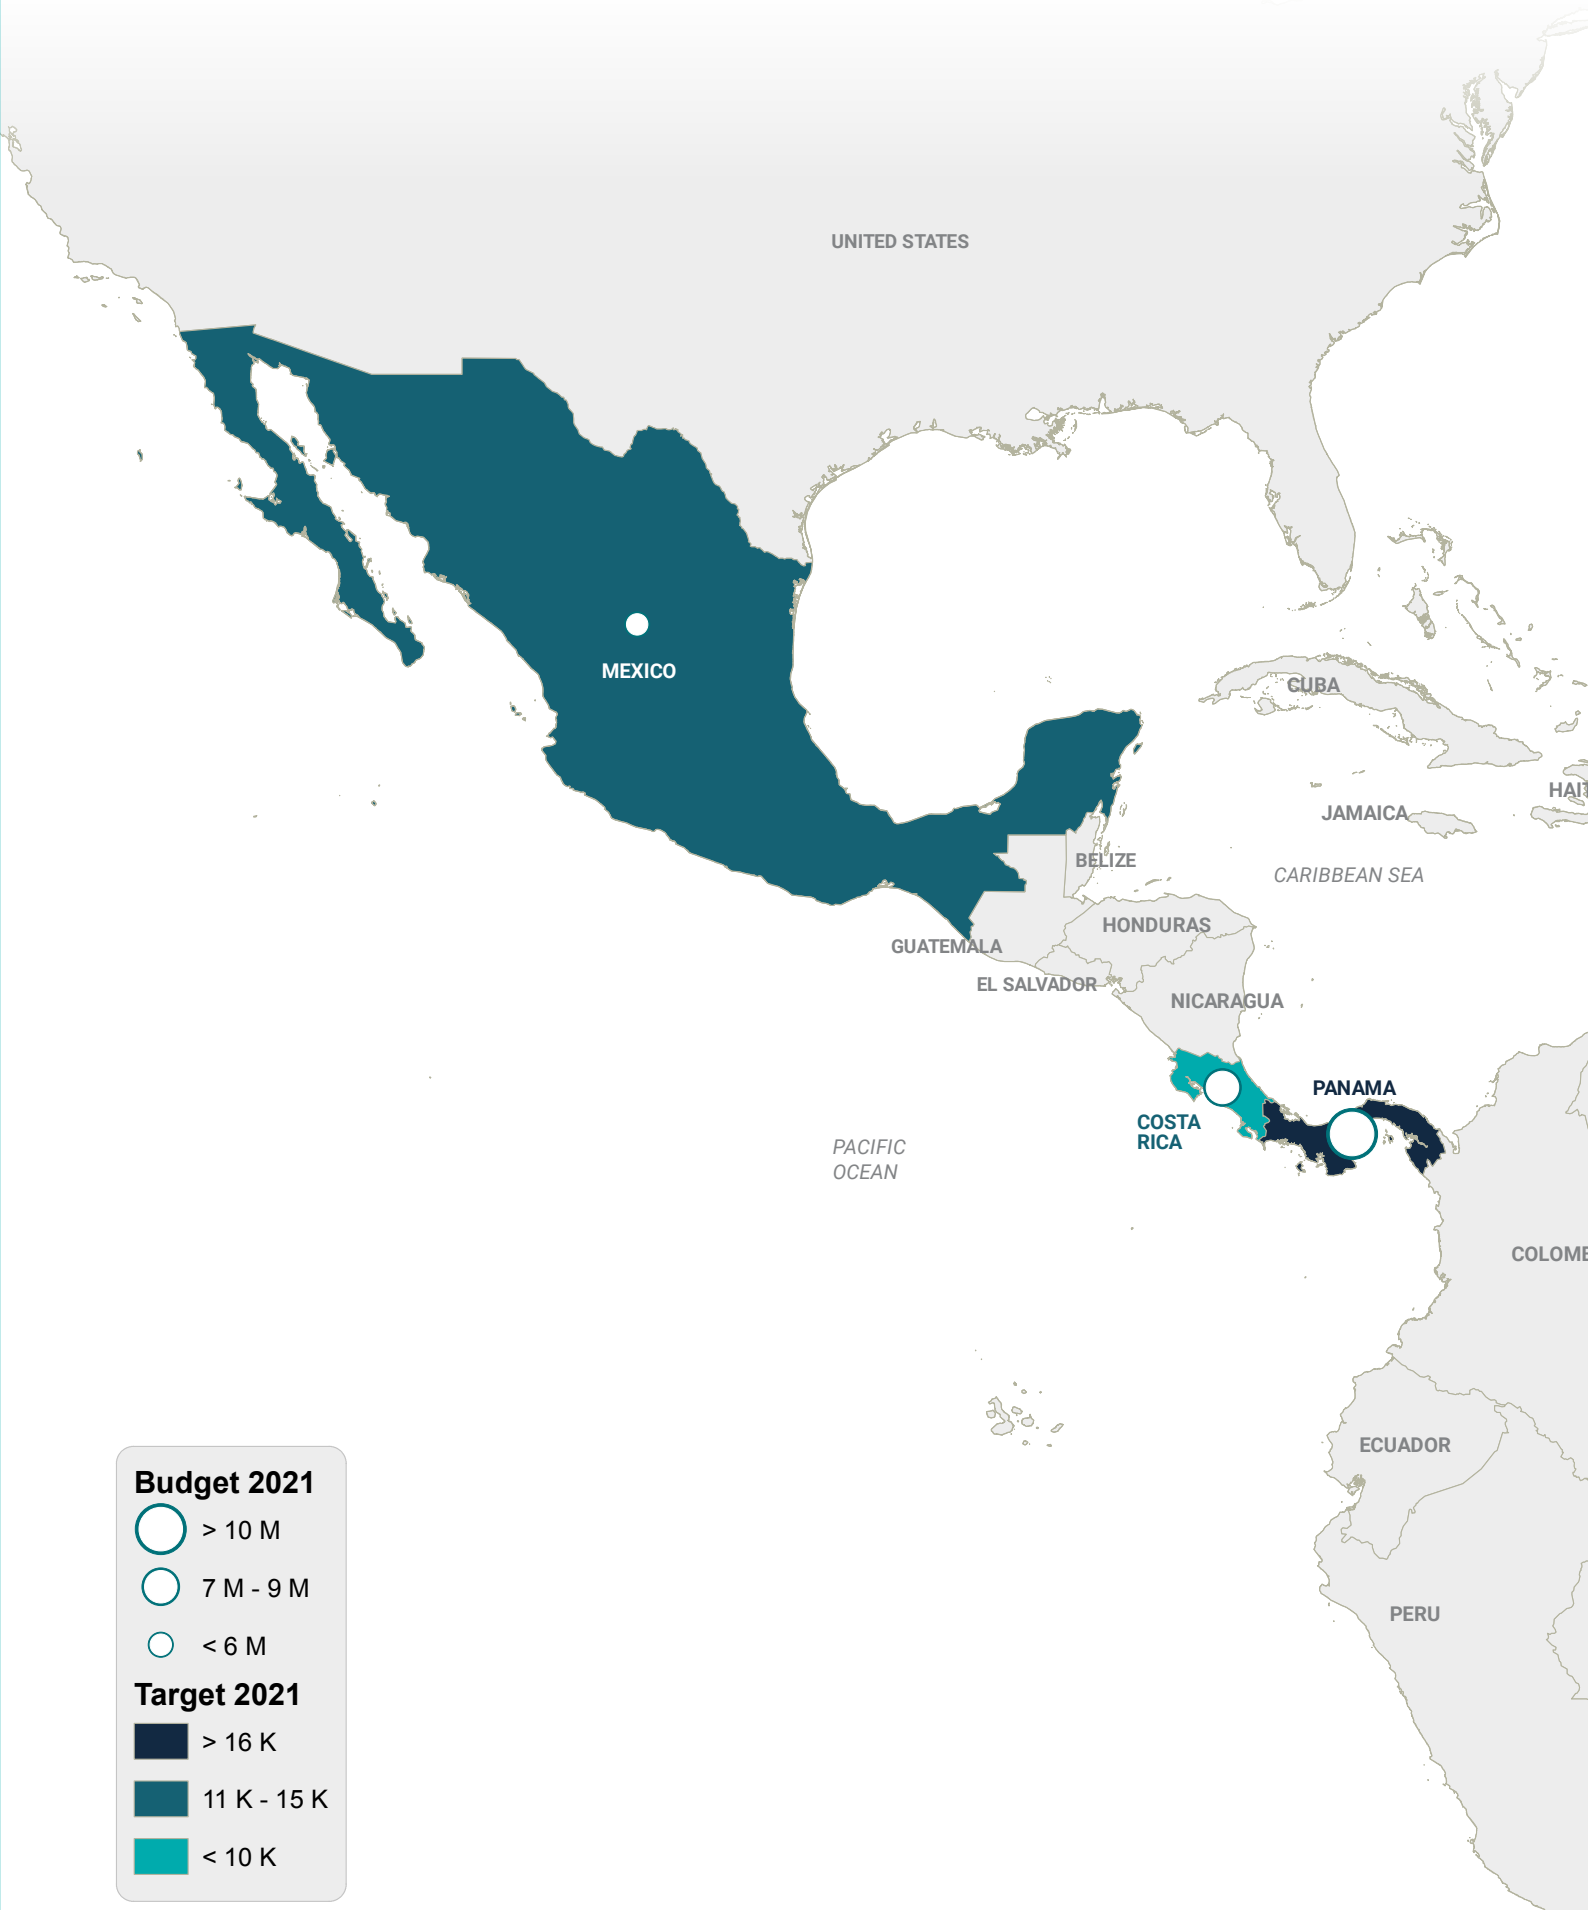 UNITED STATES
MEXICO
CUBA
HAIT
JAMAICA
BELIZE
CARIBBEAN SEA
HONDURAS
GUATEMALA
EL SALVADOR
NICARAGUA
PANAMA
COSTA
RICA
PACIFIC
OCEAN
COLOMB
ECUADOR
PERU
Budget 2021
> 10 M
7 M - 9 M
< 6 M
Target 2021
> 16 K
11 K - 15 K
< 10 K